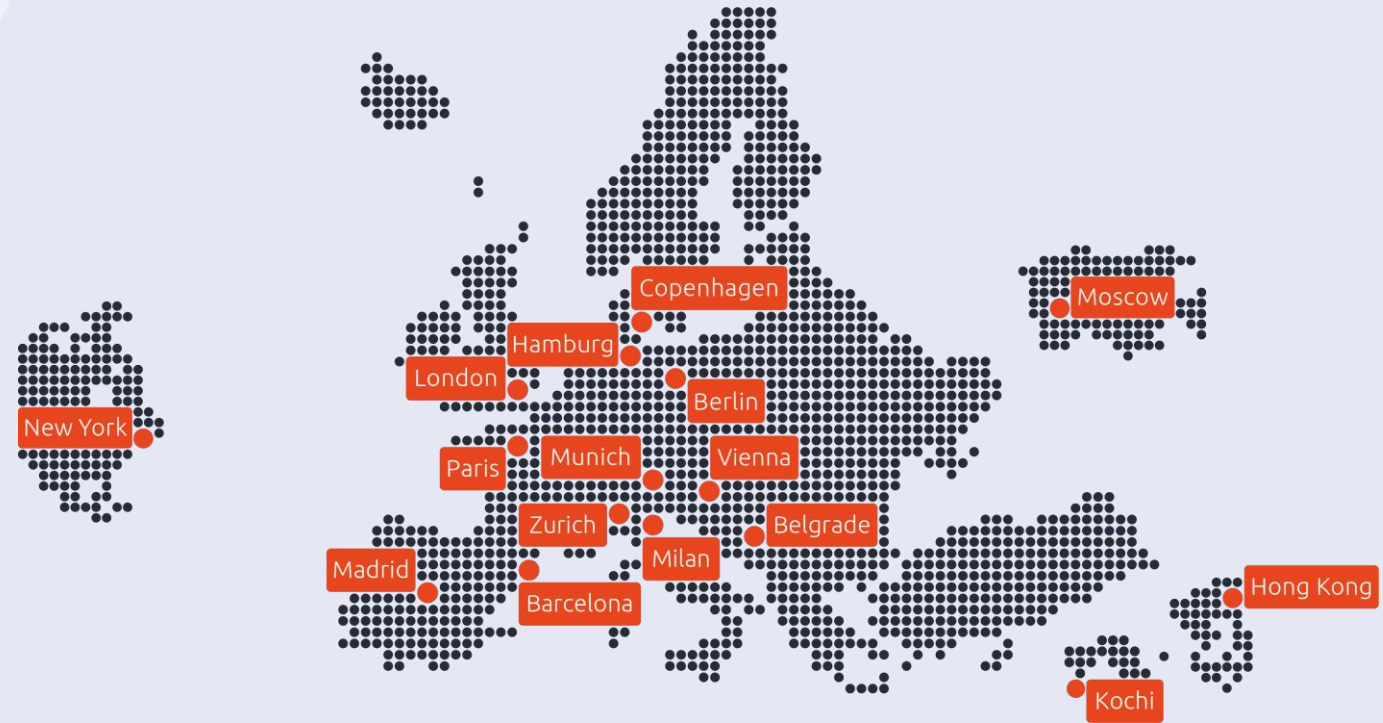 Copenhagen
Moscow
Hamburg
London
Berlin
New York
Paris
Munich
Vienna
Zurich
Belgrade
Milan
Madrid
Barcelona
Hong Kong
Kochi